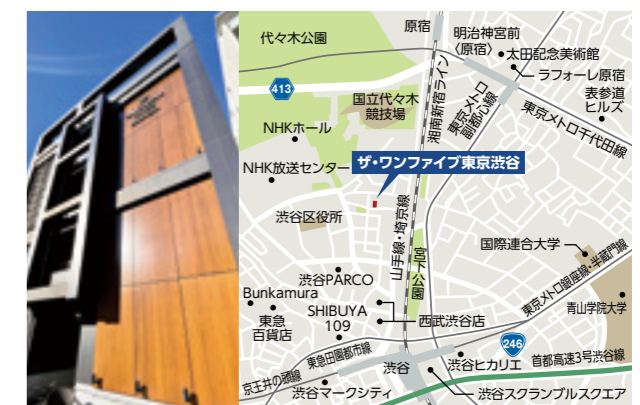 原宿
明治神宮前
〈原宿〉
代々木公園
太田記念美術館
ラフォーレ原宿
413
国立代々木
競技場
湘南新宿ライン
東京メトロ
副都心線
表参道
ヒルズ
東京メトロ千代田線
NHKホール
NHK放送センター
ザ・ワンファイブ東京渋谷
渋谷区役所
山手線・埼京線
宮下公園
国際連合大学
東京メトロ銀座線・半蔵門線
渋谷PARCO
Bunkamura
東急
百貨店
SHIBUYA
109
西武渋谷店
青山学院大学
246
東急田園都市線
渋谷
渋谷ヒカリエ
首都高速3号渋谷線
京王井の頭線
渋谷マークシティ
渋谷スクランブルスクエア